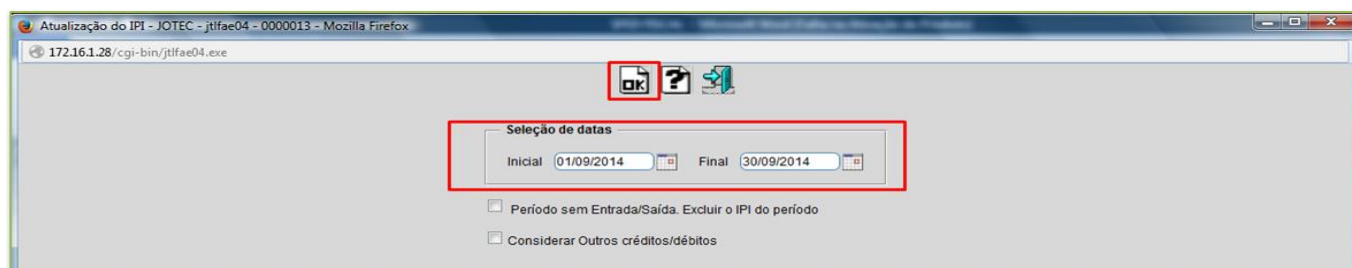 Atualização do IPI - JOTEC - jtlfae04 - 0000013 - Mozilla Firefox
172.16.1.28/cgi-bin/jtlfae04.exe
OK ?
Seleção de datas
Inicial 01/09/2014 Final 30/09/2014
Período sem Entrada/Saída. Excluir o IPI do período
Considerar Outros créditos/débitos